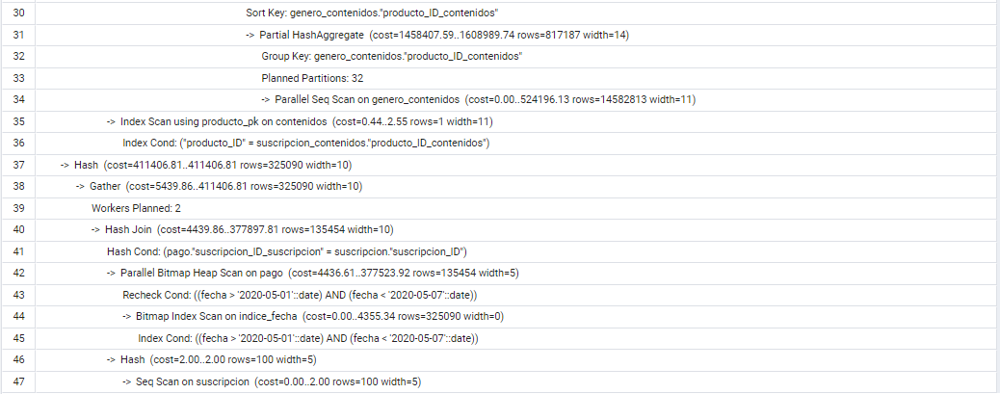 30 Sort Key: genero_contenidos."producto_ID_contenidos"
31 -> Partial HashAggregate (cost=1458407.59..1608989.74 rows=817187 width=14)
32 Group Key: genero_contenidos."producto_ID_contenidos"
33 Planned Partitions: 32
34 -> Parallel Seq Scan on genero_contenidos (cost=0.00..524196.13 rows=14582813 width=11)
35 -> Index Scan using producto_pk on contenidos (cost=0.44..2.55 rows=1 width=11)
36 Index Cond: ("producto_ID" = suscripcion_contenidos."producto_ID_contenidos")
37 -> Hash (cost=411406.81..411406.81 rows=325090 width=10)
38 -> Gather (cost=5439.86..411406.81 rows=325090 width=10)
39 Workers Planned: 2
40 -> Hash Join (cost=4439.86..377897.81 rows=135454 width=10)
41 Hash Cond: (pago."suscripcion_ID_suscripcion" = suscripcion."suscripcion_ID")
42 -> Parallel Bitmap Heap Scan on pago (cost=4436.61..377523.92 rows=135454 width=5)
43 Recheck Cond: ((fecha > '2020-05-01'::date) AND (fecha < '2020-05-07'::date))
44 -> Bitmap Index Scan on indice_fecha (cost=0.00..4355.34 rows=325090 width=0)
45 Index Cond: ((fecha > '2020-05-01'::date) AND (fecha < '2020-05-07'::date))
46 -> Hash (cost=2.00..2.00 rows=100 width=5)
47 -> Seq Scan on suscripcion (cost=0.00..2.00 rows=100 width=5)